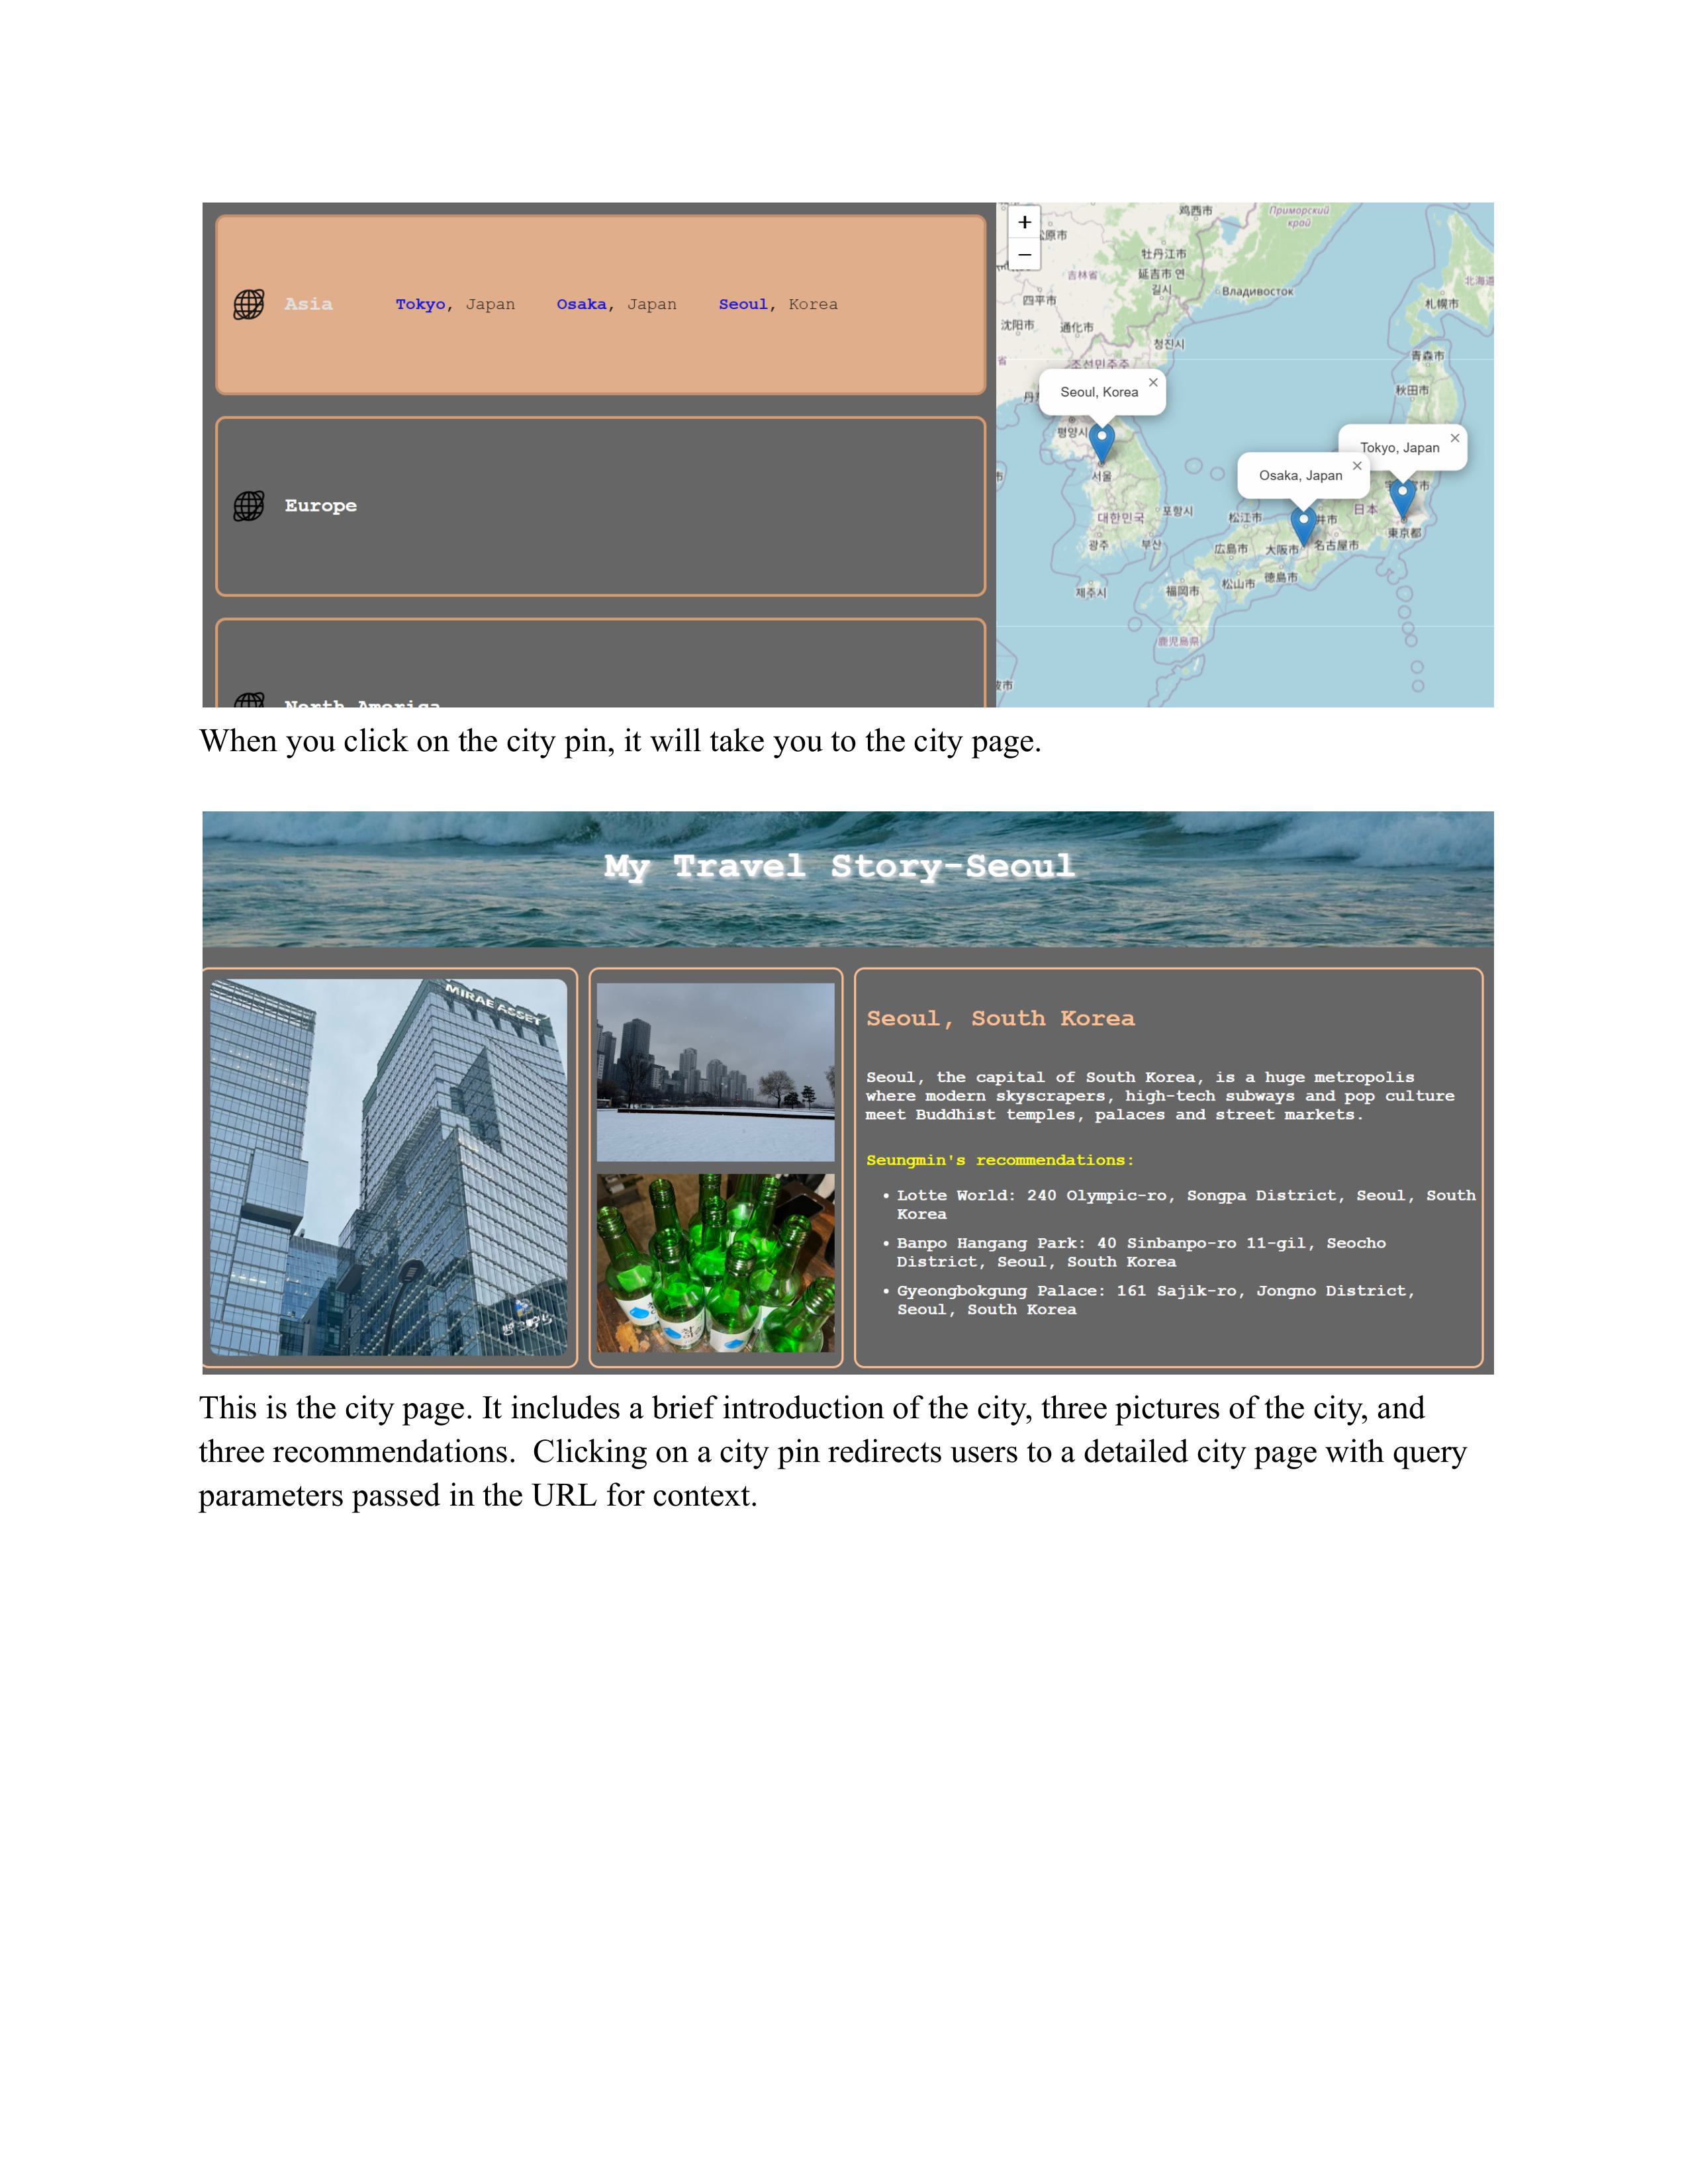 Asia Tokyo, Japan Osaka, Japan Seoul, Korea
Europe
North America
+
−
鸡西市
Приморский
край
松原市
牡丹江市
吉林省
延吉市 연
길시
四平市
Владивосток
沈阳市
通化市
청진시
札幌市
青森市
조선민주주
秋田市
Seoul, Korea
Tokyo, Japan
Osaka, Japan
평양시
서울
대한민국
포항시
광주
부산
제주시
松江市
井市
日本
東京都
広島市
大阪市
名古屋市
松山市
徳島市
福岡市
鹿児島県
When you click on the city pin, it will take you to the city page.
My Travel Story-Seoul
MIRAE ASSET
Seoul, South Korea
Seoul, the capital of South Korea, is a huge metropolis
where modern skyscrapers, high-tech subways and pop culture
meet Buddhist temples, palaces and street markets.
Seungmin's recommendations:
• Lotte World: 240 Olympic-ro, Songpa District, Seoul, South
Korea
• Banpo Hangang Park: 40 Sinbanpo-ro 11-gil, Seocho
District, Seoul, South Korea
• Gyeongbokgung Palace: 161 Sajik-ro, Jongno District,
Seoul, South Korea
This is the city page. It includes a brief introduction of the city, three pictures of the city, and
three recommendations.  Clicking on a city pin redirects users to a detailed city page with query
parameters passed in the URL for context.